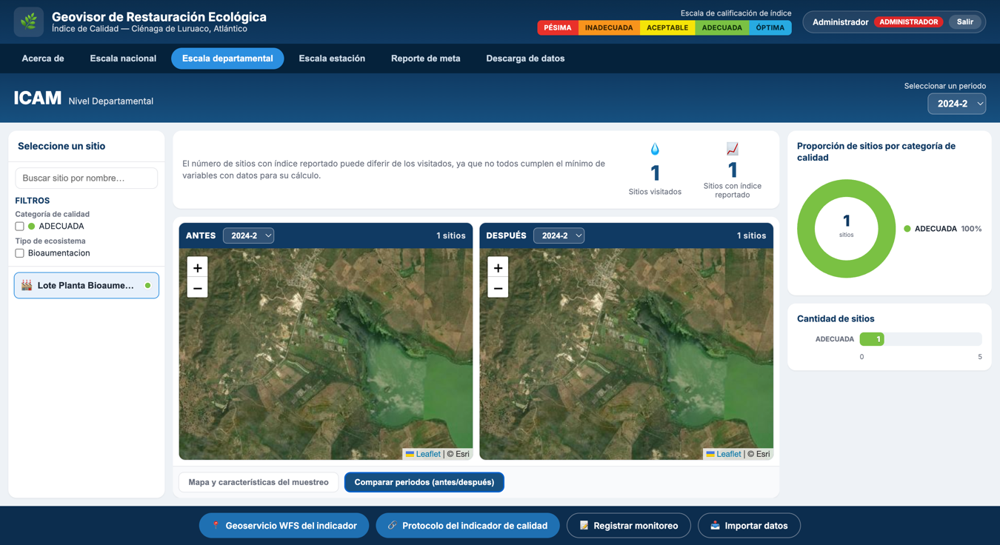 Geovisor de Restauración Ecológica
Índice de Calidad — Ciénaga de Luruaco, Atlántico
Escala de calificación de índice
PÉSIMA INADECUADA ACEPTABLE ADECUADA ÓPTIMA
Administrador ADMINISTRADOR Salir
Acerca de Escala nacional Escala departamental Escala estación Reporte de meta Descarga de datos
ICAM Nivel Departamental
Seleccionar un periodo
2024-2
Seleccione un sitio
Buscar sitio por nombre…
FILTROS
Categoría de calidad
ADECUADA
Tipo de ecosistema
Bioaumentacion
Lote Planta Bioaume…
El número de sitios con índice reportado puede diferir de los visitados, ya que no todos cumplen el mínimo de
variables con datos para su cálculo.
1
Sitios visitados
1
Sitios con índice
reportado
ANTES 2024-2 1 sitios
+
−
Leaflet | © Esri
DESPUÉS 2024-2 1 sitios
+
−
Leaflet | © Esri
Mapa y características del muestreo Comparar periodos (antes/después)
Proporción de sitios por categoría de
calidad
1
sitios
ADECUADA 100%
Cantidad de sitios
ADECUADA 1
0 5
Geoservicio WFS del indicador Protocolo del indicador de calidad Registrar monitoreo Importar datos